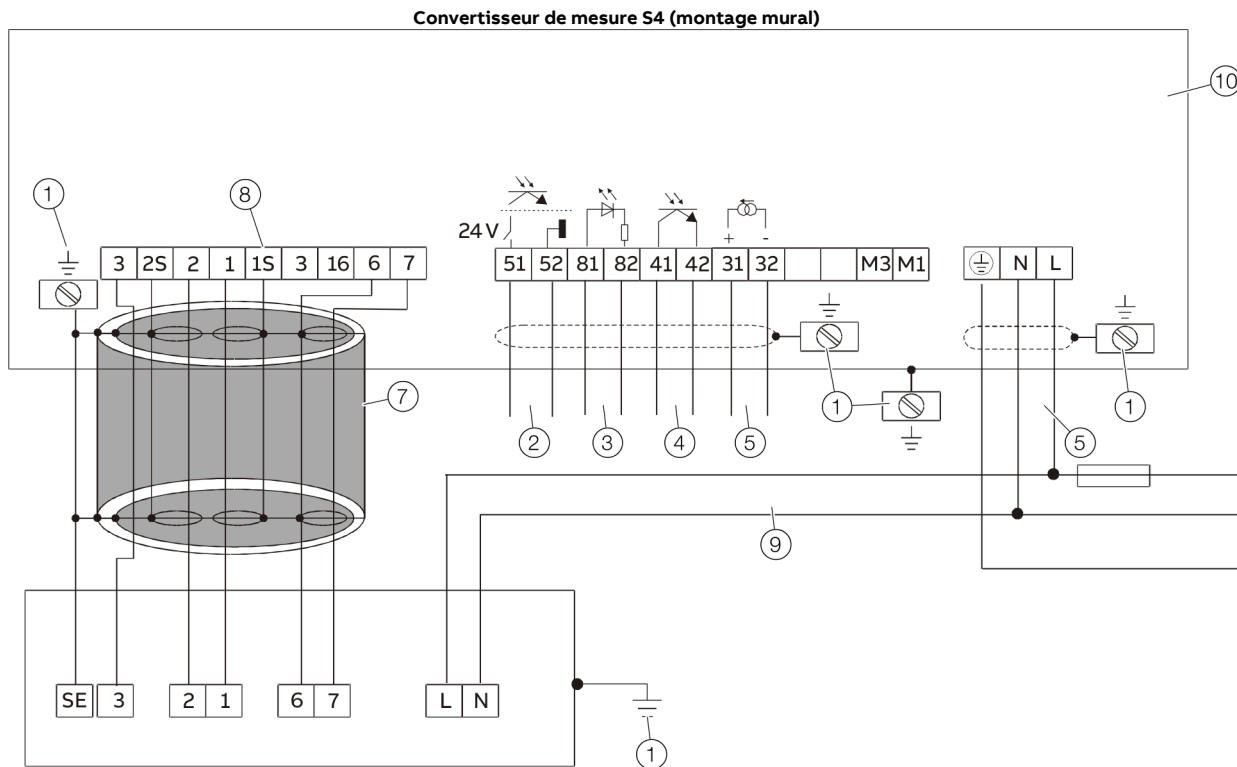 Convertisseur de mesure S4 (montage mural)
10
1 8
24 V
+ -
3 2S 2 1 1S 3 16 6 7
51 52 81 82 41 42 31 32 M3 M1
N L
7
1 1
2 3 4 5 5
9
SE 3 2 1 6 7 L N
1